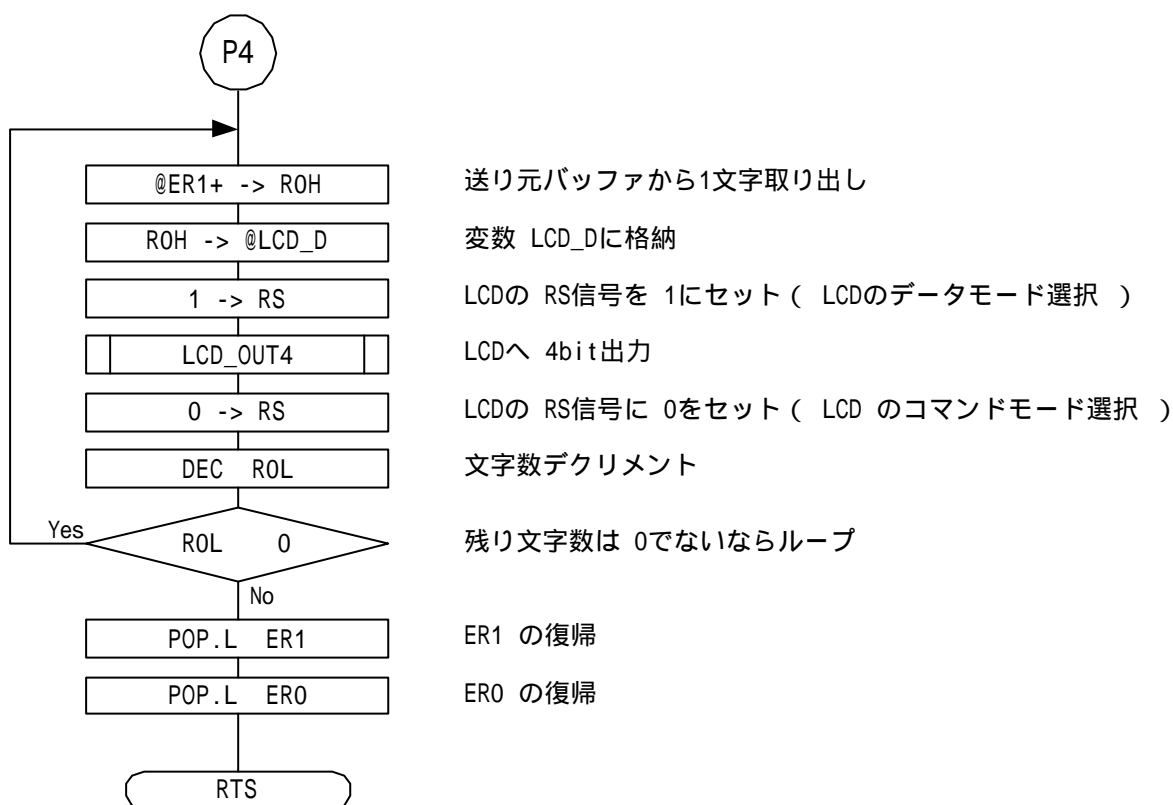 P4
@ER1+ -> R0H 送り元バッファから1文字取り出し
R0H -> @LCD_D 変数 LCD_Dに格納
1 -> RS LCDの RS信号を 1にセット( LCDのデータモード選択 )
LCD_OUT4 LCDへ 4bit出力
0 -> RS LCDの RS信号に 0をセット( LCD のコマンドモード選択 )
DEC R0L 文字数デクリメント
Yes
R0L 0 残り文字数は 0でないならループ
No
POP.L ER1 ER1 の復帰
POP.L ER0 ER0 の復帰
RTS